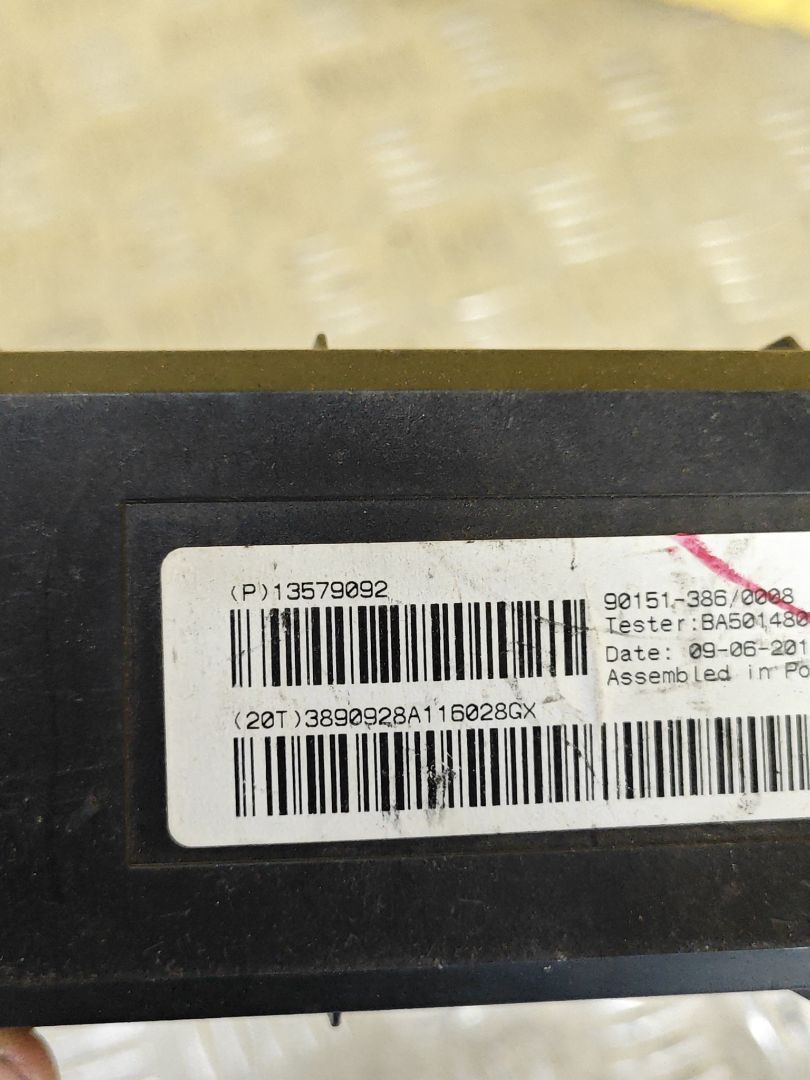 (P)13579092
90151-386/0008
Tester:BA501480
Date: 09-06-201
Assembled in Po
(20T)3890928A116028GX